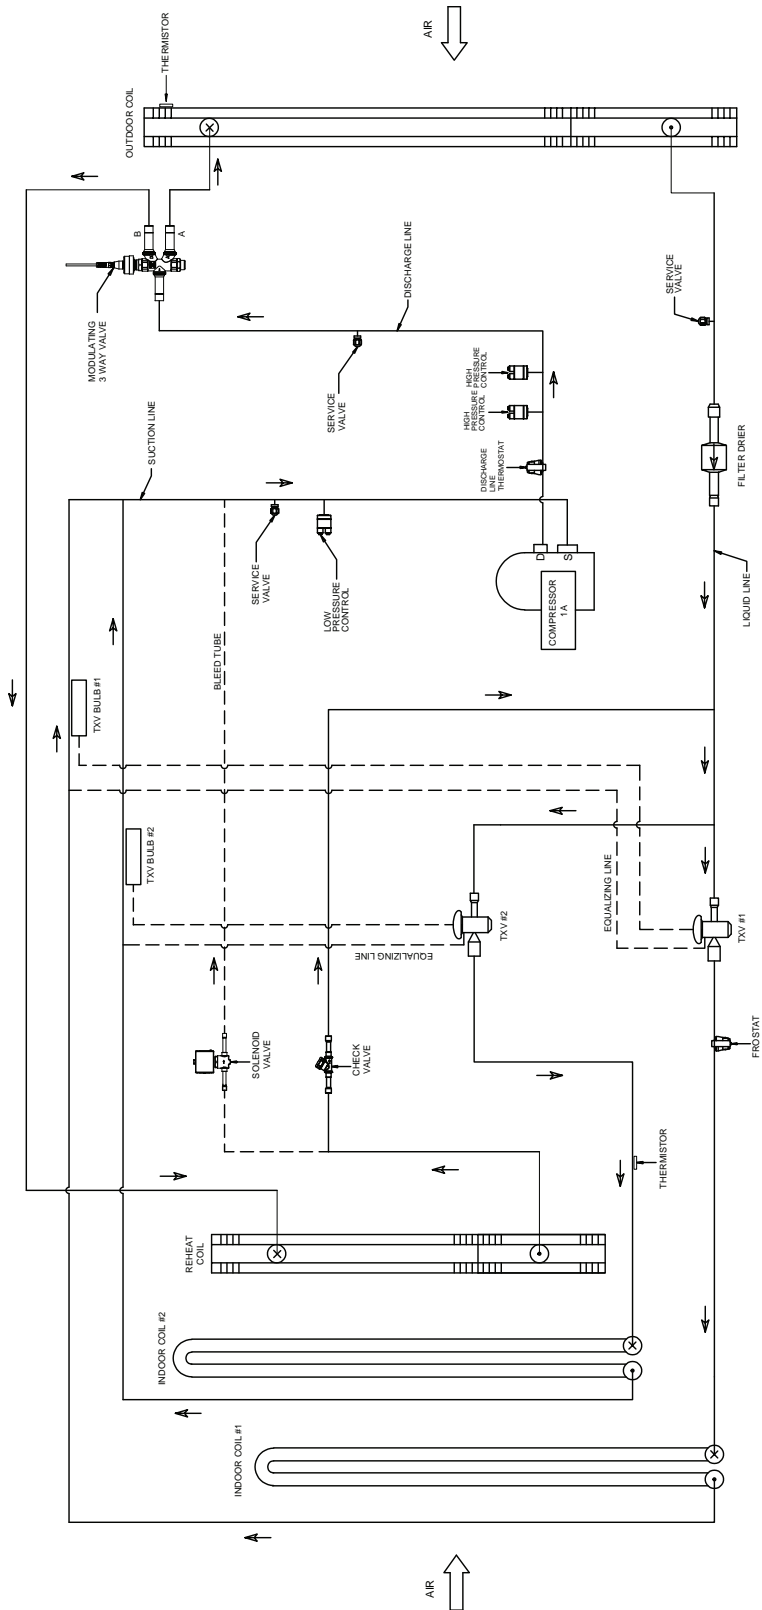 AIR
OUTDOOR COIL
THERMISTOR
MODULATING
3 WAY VALVE
B
A
DISCHARGE LINE
SERVICE
VALVE
HIGH
PRESSURE
CONTROL
HIGH
PRESSURE
CONTROL
DISCHARGE
LINE
THERMOSTAT
SERVICE
VALVE
FILTER DRIER
LIQUID LINE
SUCTION LINE
SERVICE
VALVE
LOW
PRESSURE
CONTROL
COMPRESSOR
1A
D
S
BLEED TUBE
TXV BULB #1
TXV BULB #2
EQUALIZING LINE
TXV #2
EQUALIZING LINE
TXV #1
SOLENOID
VALVE
CHECK
VALVE
FROSTAT
THERMISTOR
REHEAT
COIL
INDOOR COIL #2
INDOOR COIL #1
AIR